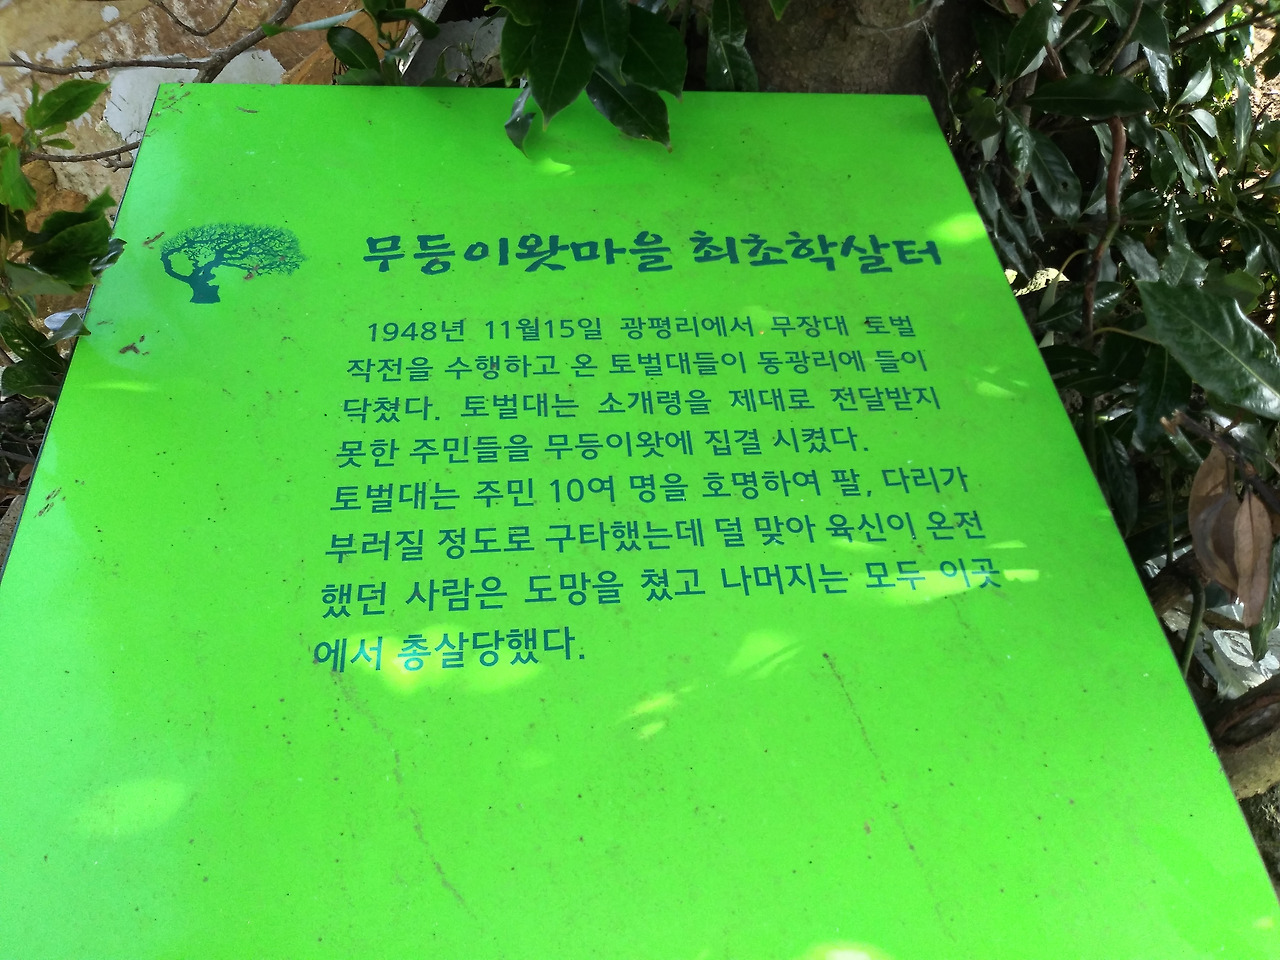 무등이왓마을 최초학살터
1948년 11월15일 광평리에서 무장대 토벌
작전을 수행하고 온 토벌대들이 동광리에 들이
닥쳤다. 토벌대는 소개령을 제대로 전달받지
못한 주민들을 무등이왓에 집결 시켰다.
토벌대는 주민 10여 명을 호명하여 팔, 다리가
부러질 정도로 구타했는데 덜 맞아 육신이 온전
했던 사람은 도망을 쳤고 나머지는 모두 이곳
에서 총살당했다.